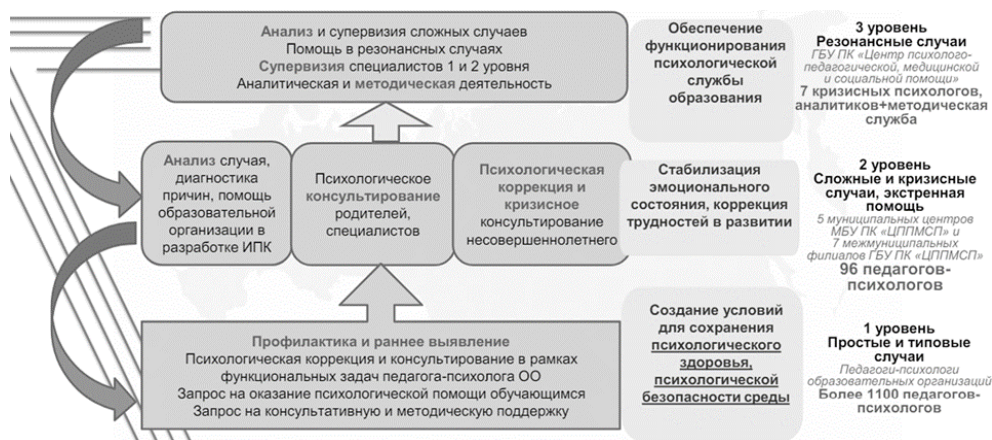 Анализ и супервизия сложных случаев
Помощь в резонансных случаях
Супервизия специалистов 1 и 2 уровня
Аналитическая и методическая деятельность
Обеспечение
функционирования
психологической
службы
образования
3 уровень
Резонансные случаи
ГБУ ПК «Центр психолого-
педагогической, медицинской
и социальной помощи»
7 кризисных психологов,
аналитиков+методическая
служба
Анализ случая,
диагностика
причин, помощь
образовательной
организации в
разработке ИПК
Психологическое
консультирование
родителей,
специалистов
Психологическая
коррекция и
кризисное
консультирование
несовершеннолетнего
Стабилизация
эмоционального
состояния, коррекция
трудностей в развитии
2 уровень
Сложные и кризисные
случаи, экстренная
помощь
5 муниципальных центров
МБУ ПК «ЦППМСП» и
7 межмуниципальных
филиалов ГБУ ПК «ЦППМСП»
96 педагогов-
психологов
Профилактика и раннее выявление
Психологическая коррекция и консультирование в рамках
функциональных задач педагога-психолога ОО
Запрос на оказание психологической помощи обучающимся
Запрос на консультативную и методическую поддержку
Создание условий
для сохранения
психологического
здоровья,
психологической
безопасности среды
1 уровень
Простые и типовые
случаи
Педагоги-психологи
образовательных организаций
Более 1100 педагогов-
психологов